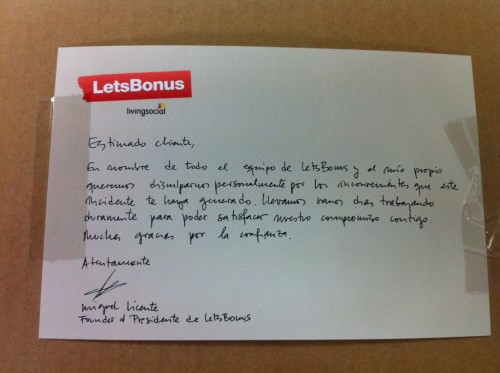 LetsBonus
livingsocial
Estimado cliente,
En nombre de todo el equipo de LetsBonus y el mío propio
queremos disculparnos personalmente por los inconvenientes que este
incidente te haya generado. Llevamos varios días trabajando
duramente para poder satisfacer nuestro compromiso contigo.
Muchas gracias por la confianza.
Atentamente
Miguel Vicente
Founder & Presidente de LetsBonus